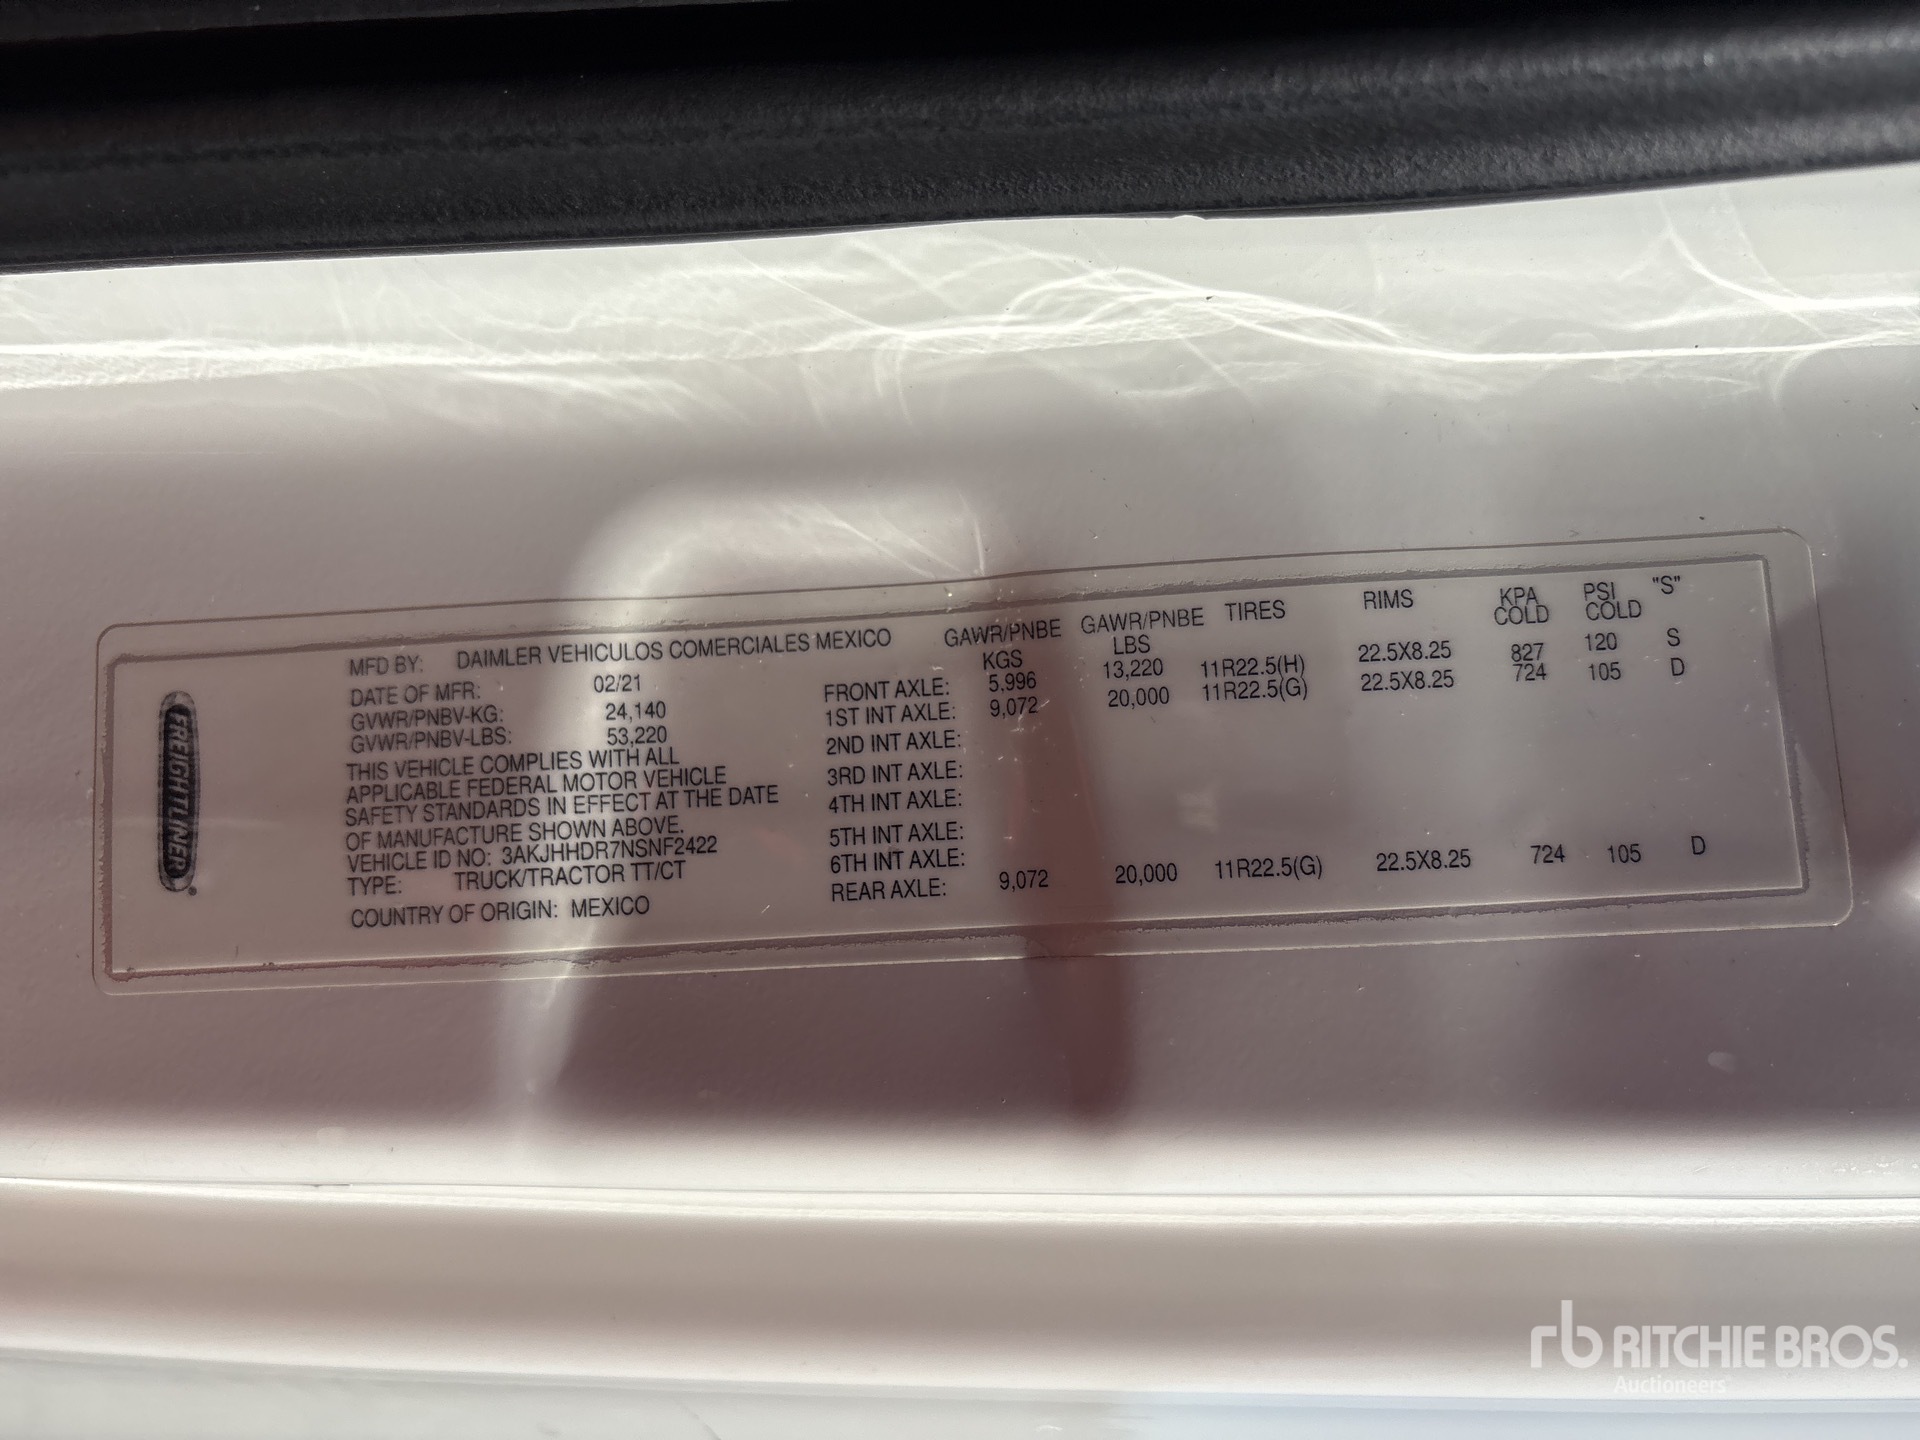 FREIGHTLINER®
MFD BY: DAIMLER VEHICULOS COMERCIALES MEXICO
DATE OF MFR: 02/21
GVWR/PNBV-KG: 24,140
GVWR/PNBV-LBS: 53,220
THIS VEHICLE COMPLIES WITH ALL
APPLICABLE FEDERAL MOTOR VEHICLE
SAFETY STANDARDS IN EFFECT AT THE DATE
OF MANUFACTURE SHOWN ABOVE.
VEHICLE ID NO: 3AKJHHDR7NSNF2422
TYPE: TRUCK/TRACTOR TT/CT
COUNTRY OF ORIGIN: MEXICO
GAWR/PNBE KGS GAWR/PNBE LBS TIRES RIMS KPA COLD PSI COLD "S"
FRONT AXLE: 5.996 13,220 11R22.5(H) 22.5X8.25 827 120 S
1ST INT AXLE: 9,072 20,000 11R22.5(G) 22.5X8.25 724 105 D
2ND INT AXLE:
3RD INT AXLE:
4TH INT AXLE:
5TH INT AXLE:
6TH INT AXLE:
REAR AXLE: 9,072 20,000 11R22.5(G) 22.5X8.25 724 105 D
rb RITCHIE BROS.
Auctioneers